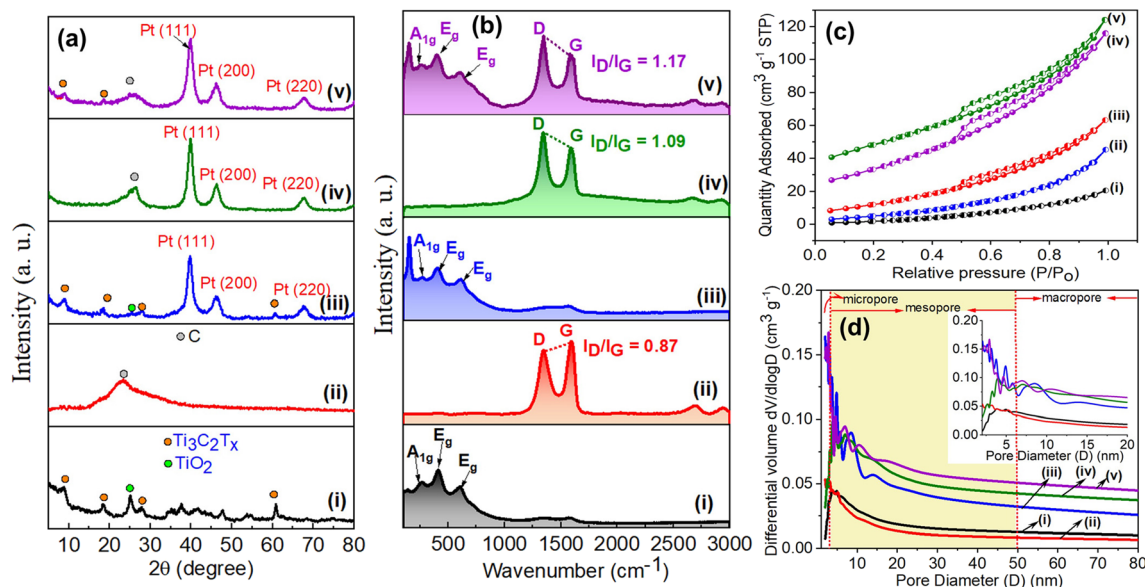 (a)
Pt (111)
Pt (200)
Pt (220)
(v)
Pt (111)
Pt (200)
Pt (220)
(iv)
Pt (111)
Pt (200)
Pt (220)
(iii)
C
(ii)
Ti3C2Tx
TiO2
(i)
Intensity (a. u.)
10 20 30 40 50 60 70 80
2θ (degree)
(b)
A1g
Eg
Eg
D
G
ID/IG = 1.17
(v)
D
G
ID/IG = 1.09
(iv)
A1g
Eg
Eg
(iii)
D
G
ID/IG = 0.87
(ii)
A1g
Eg
Eg
(i)
Intensity (a. u.)
500 1000 1500 2000 2500 3000
Wavenumber (cm-1)
(c)
(v)
(iv)
(iii)
(ii)
(i)
Quantity Adsorbed (cm3 g-1 STP)
120
100
80
60
40
20
0
0.0 0.2 0.4 0.6 0.8 1.0
Relative pressure (P/Po)
(d)
micropore
mesopore
macropore
0.20
0.15
0.10
0.05
0.00
Differential volume dV/dlogD (cm3 g-1)
0.20
0.15
0.10
0.05
0.00
5 10 15 20
Pore Diameter (D) (nm)
(iii)
(iv)
(v)
(i)
(ii)
0 10 20 30 40 50 60 70 80
Pore Diameter (D) (nm)